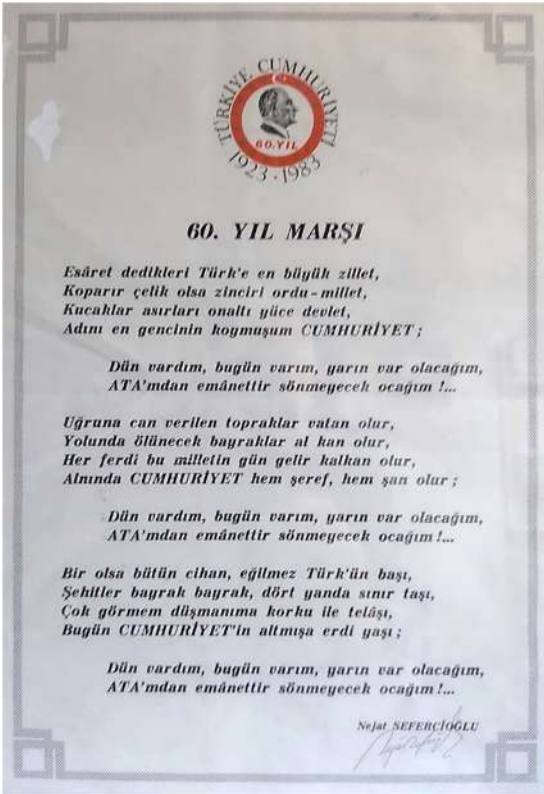 TÜRKİYE CUMHURİYETİ
60.YIL
1923-1983
60. YIL MARŞI
Esâret dedikleri Türk'e en büyük zillet,
Koparır çelik olsa zinciri ordu-millet,
Kucaklar asırları onaltı yüce devlet,
Adını en gencinin koymuşum CUMHURİYET;
Dün vardım, bugün varım, yarın var olacağım,
ATA'mdan emânettir sönmeyecek ocağım!...
Uğruna can verilen topraklar vatan olur,
Yolunda ölünecek bayraklar al kan olur,
Her ferdi bu milletin gün gelir kalkan olur,
Alnında CUMHURİYET hem şeref, hem şan olur;
Dün vardım, bugün varım, yarın var olacağım,
ATA'mdan emânettir sönmeyecek ocağım!...
Bir olsa bütün cihan, eğilmez Türk'ün başı,
Şehitler bayrak bayrak, dört yanda sınır taşı,
Çok görmem düşmanıma korku ile telâşı,
Bugün CUMHURİYET'in altmışa erdi yaşı;
Dün vardım, bugün varım, yarın var olacağım,
ATA'mdan emânettir sönmeyecek ocağım!...
Nejat SEFERCİOĞLU